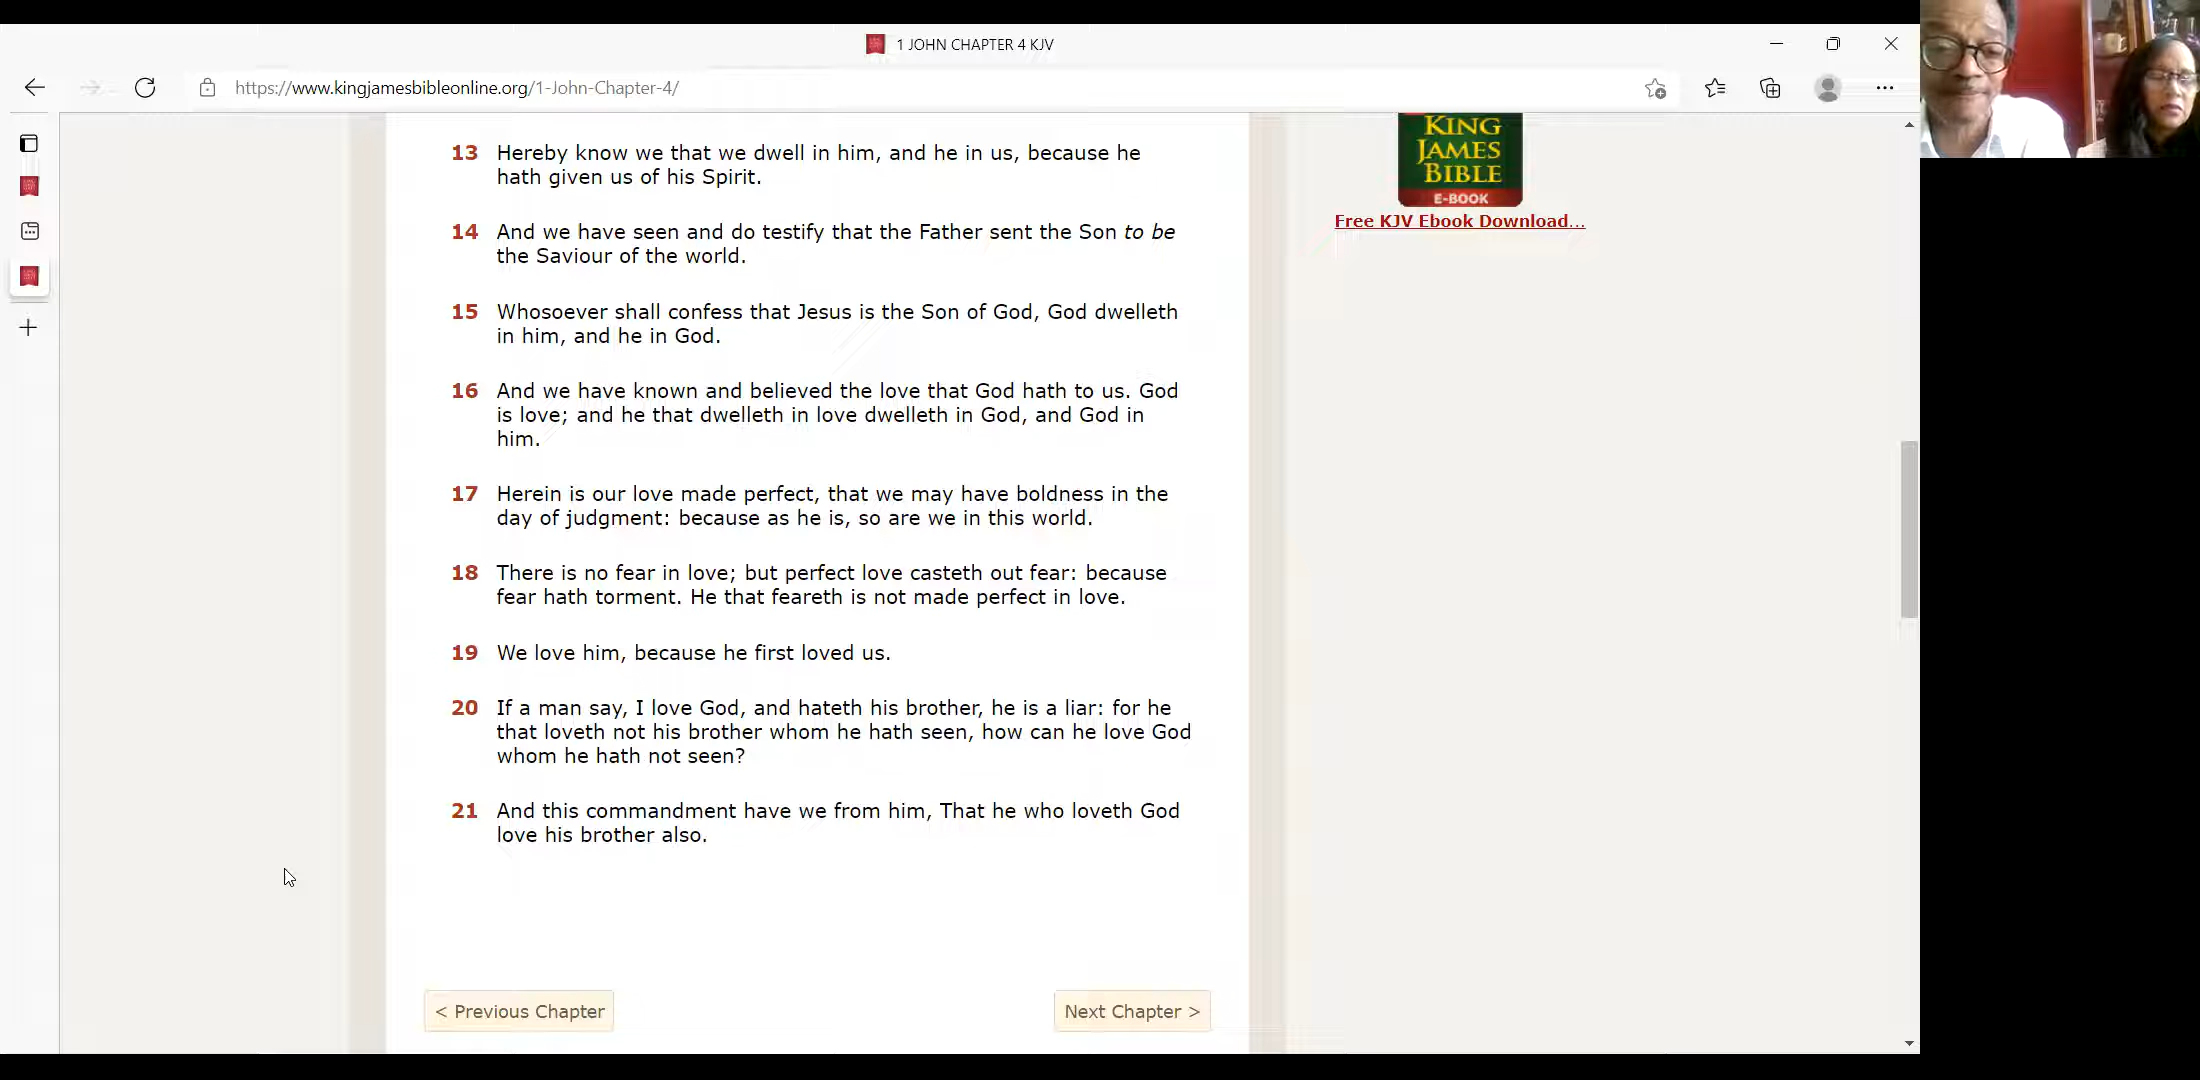 1 JOHN CHAPTER 4 KJV
https://www.kingjamesbibleonline.org/1-John-Chapter-4/
13 Hereby know we that we dwell in him, and he in us, because he
hath given us of his Spirit.
14 And we have seen and do testify that the Father sent the Son to be
the Saviour of the world.
15 Whosoever shall confess that Jesus is the Son of God, God dwelleth
in him, and he in God.
16 And we have known and believed the love that God hath to us. God
is love; and he that dwelleth in love dwelleth in God, and God in
him.
17 Herein is our love made perfect, that we may have boldness in the
day of judgment: because as he is, so are we in this world.
18 There is no fear in love; but perfect love casteth out fear: because
fear hath torment. He that feareth is not made perfect in love.
19 We love him, because he first loved us.
20 If a man say, I love God, and hateth his brother, he is a liar: for he
that loveth not his brother whom he hath seen, how can he love God
whom he hath not seen?
21 And this commandment have we from him, That he who loveth God
love his brother also.
< Previous Chapter
Next Chapter >
KING
JAMES
BIBLE
E-BOOK
Free KJV Ebook Download...